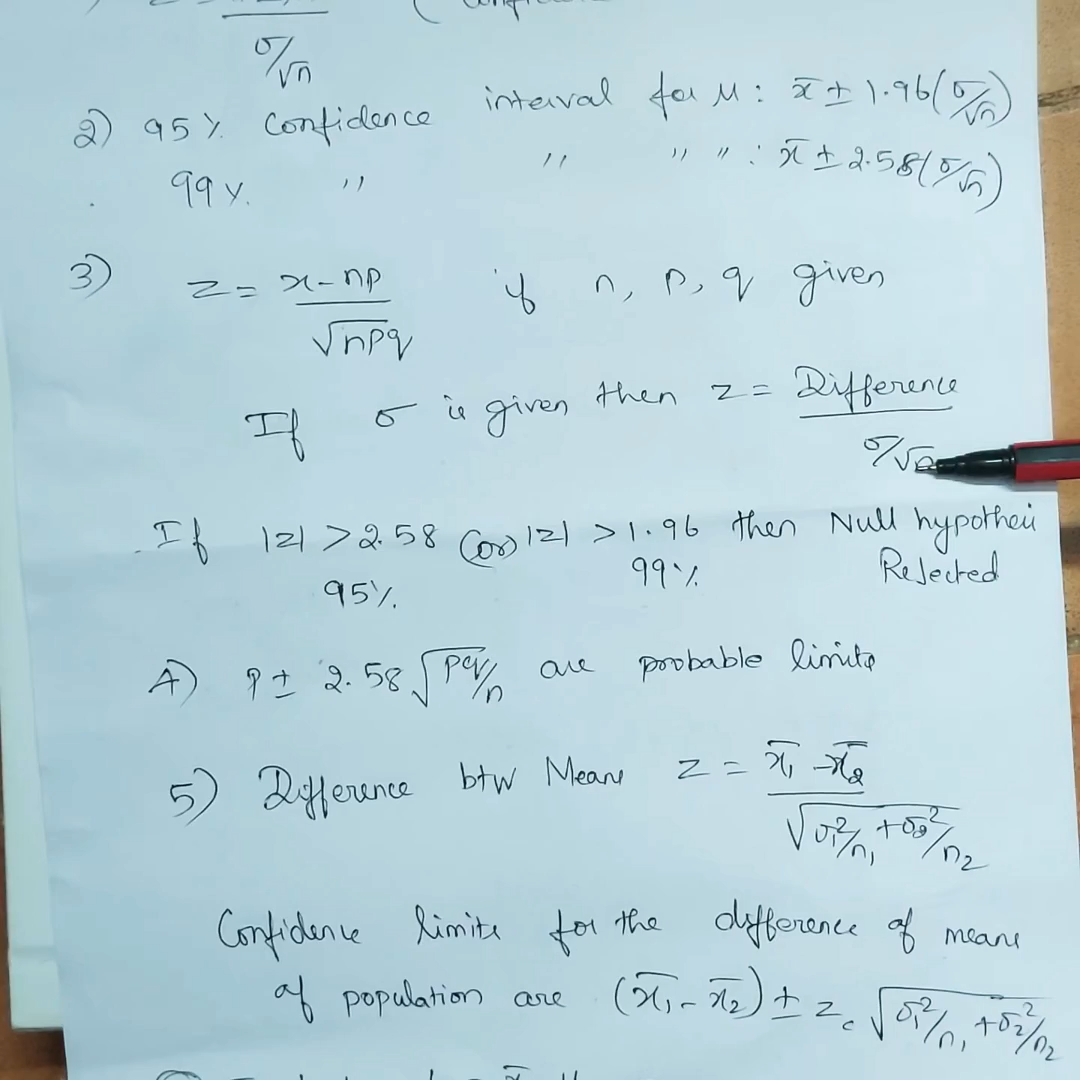 σ/√n
2) 95% Confidence interval for μ: x̄ ± 1.96(σ/√n)
99% " " " " : x̄ ± 2.58(σ/√n)
3) z = x - np / √npq if n, p, q given
If σ is given then z = Difference / σ/√n
If |z| > 2.58 (or) |z| > 1.96 then Null hypothesi
95% 99% Rejected
4) p ± 2.58 √pq/n are probable limits
5) Difference btw Means z = x̄₁ - x̄₂ / √σ₁²/n₁ + σ₂²/n₂
Confidence limits for the difference of means
of population are (x̄₁ - x̄₂) ± z꜀ √σ₁²/n₁ + σ₂²/n₂